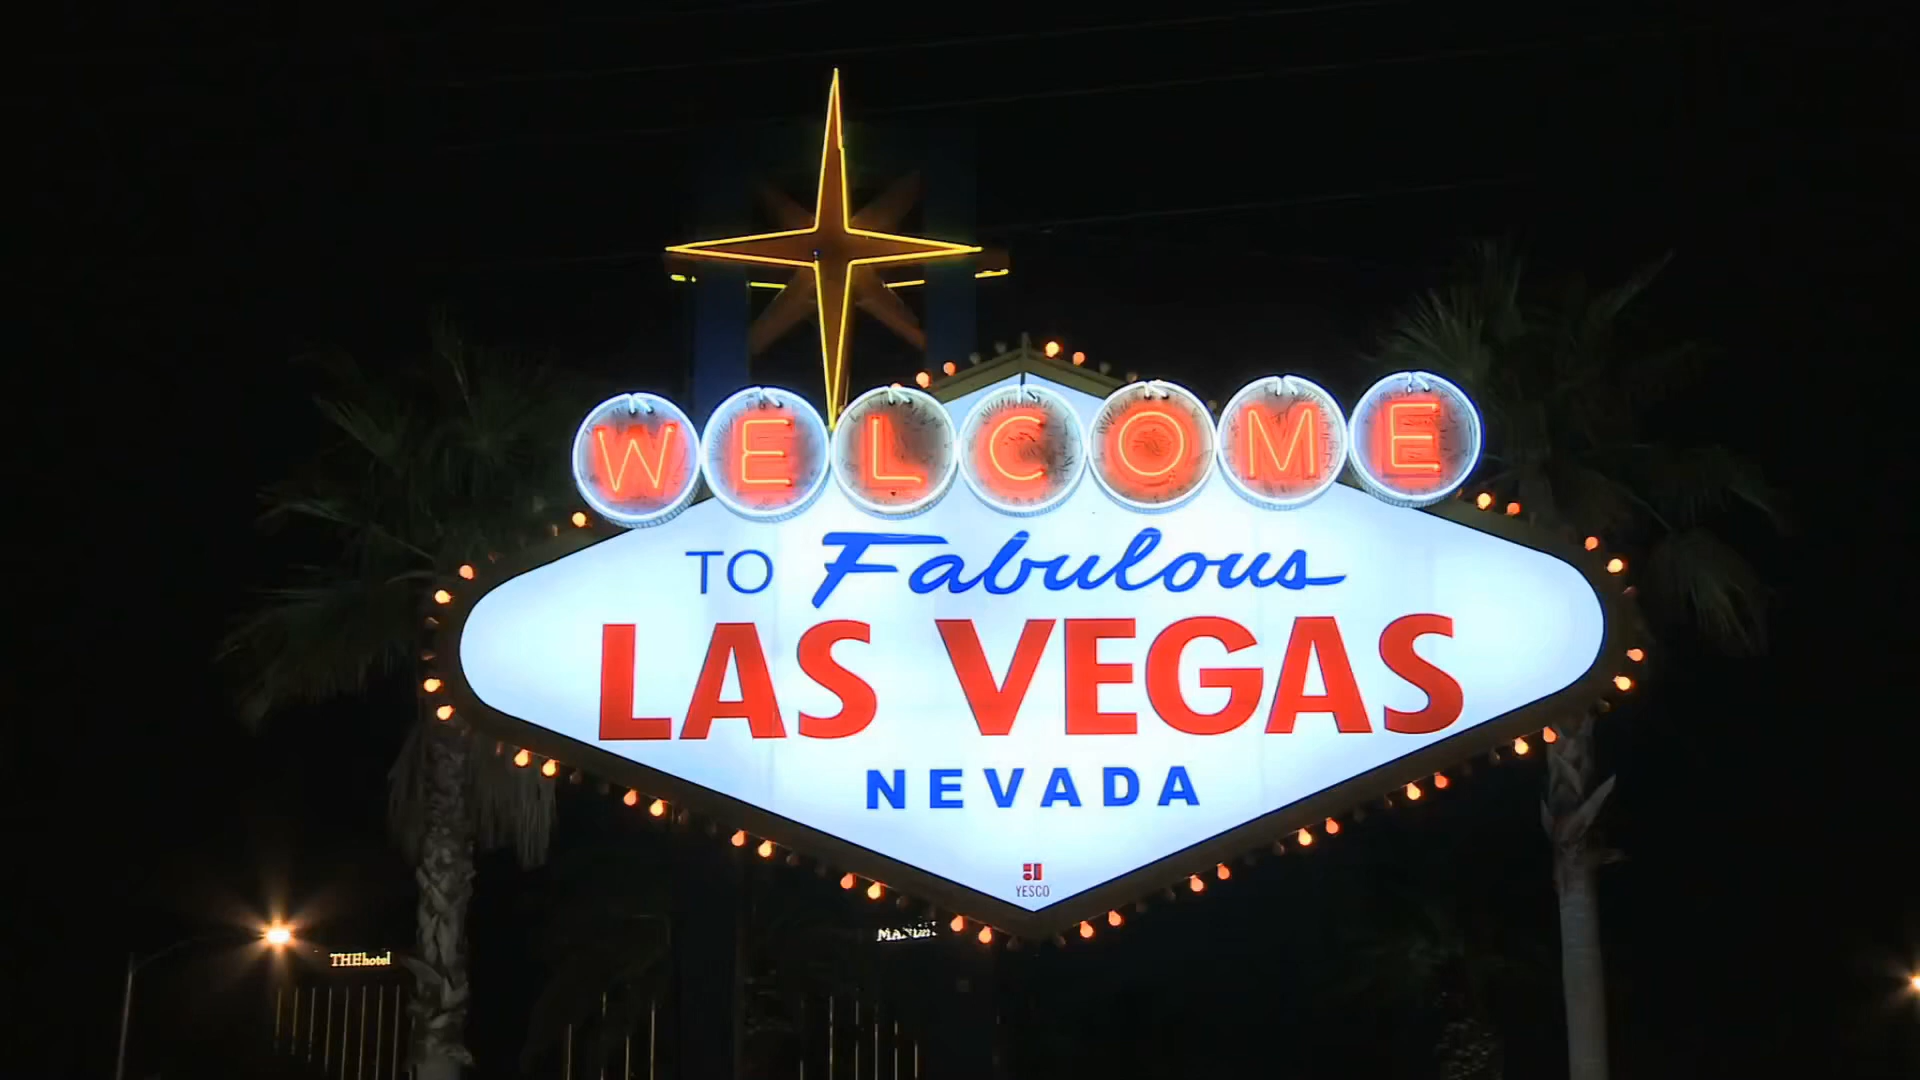 WELCOME
TO Fabulous
LAS VEGAS
NEVADA
YESCO
THEhotel